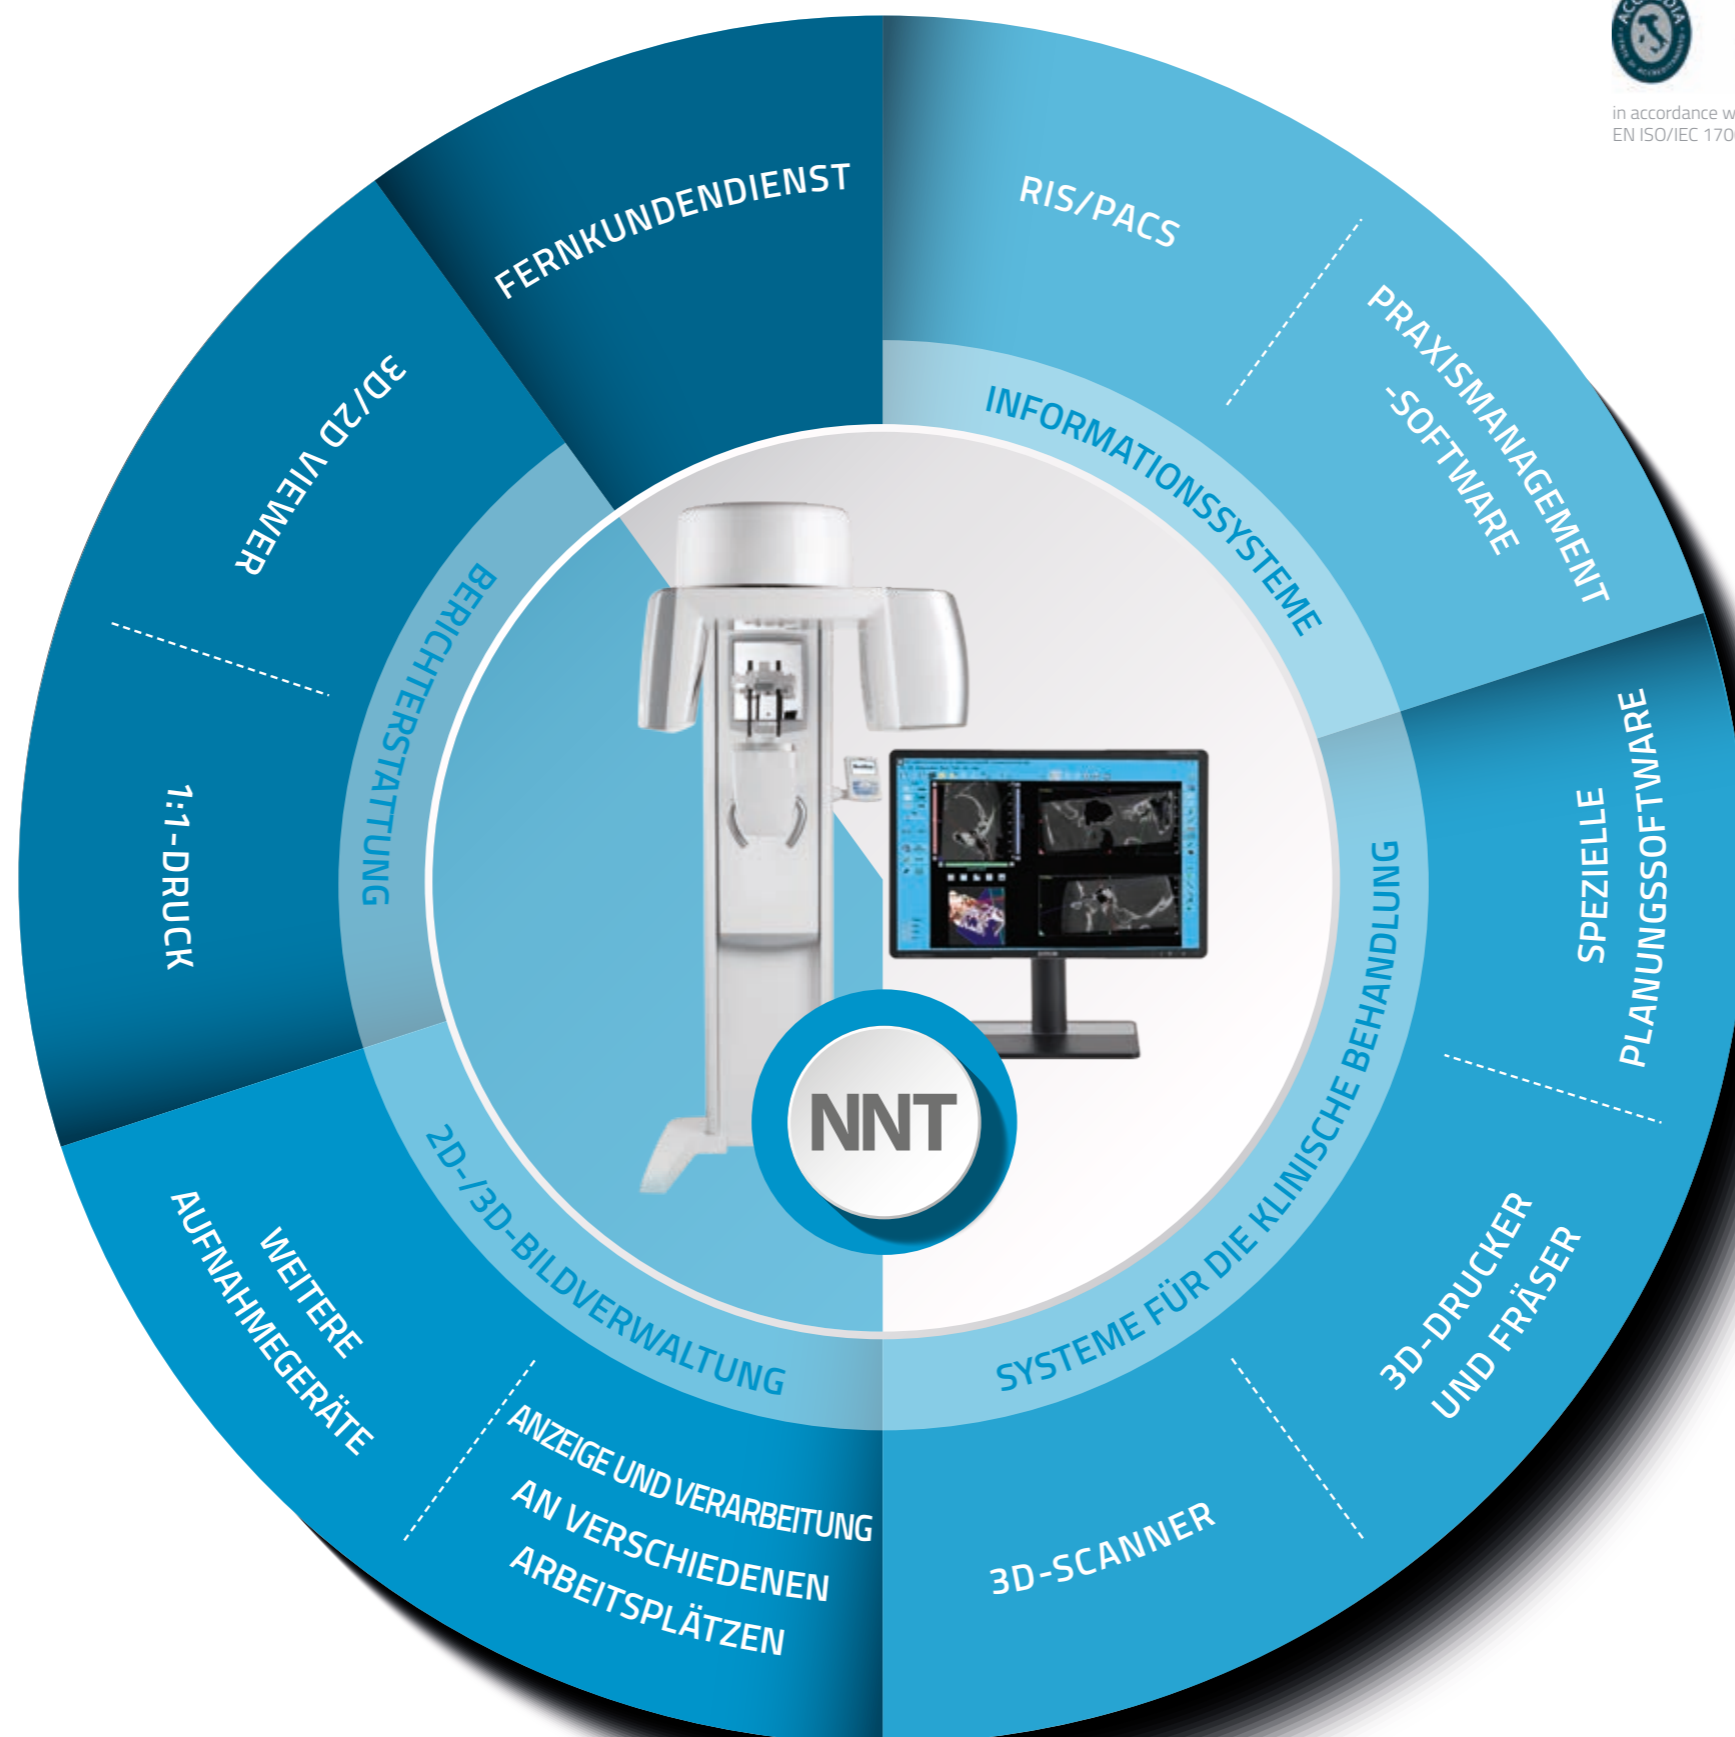 ACCREDIA
in accordance w
EN ISO/IEC 170
FERNKUNDENDIENST
RIS/PACS
PRAXISMANAGEMENT
-SOFTWARE
INFORMATIONSSYSTEME
SPEZIELLE
PLANUNGSSOFTWARE
3D-DRUCKER
UND FRÄSER
3D-SCANNER
SYSTEME FÜR DIE KLINISCHE BEHANDLUNG
ANZEIGE UND VERARBEITUNG
AN VERSCHIEDENEN
ARBEITSPLÄTZEN
WEITERE
AUFNAHMEGERÄTE
2D-/3D-BILDVERWALTUNG
1:1-DRUCK
3D/2D VIEWER
BERICHTERSTATTUNG
NNT